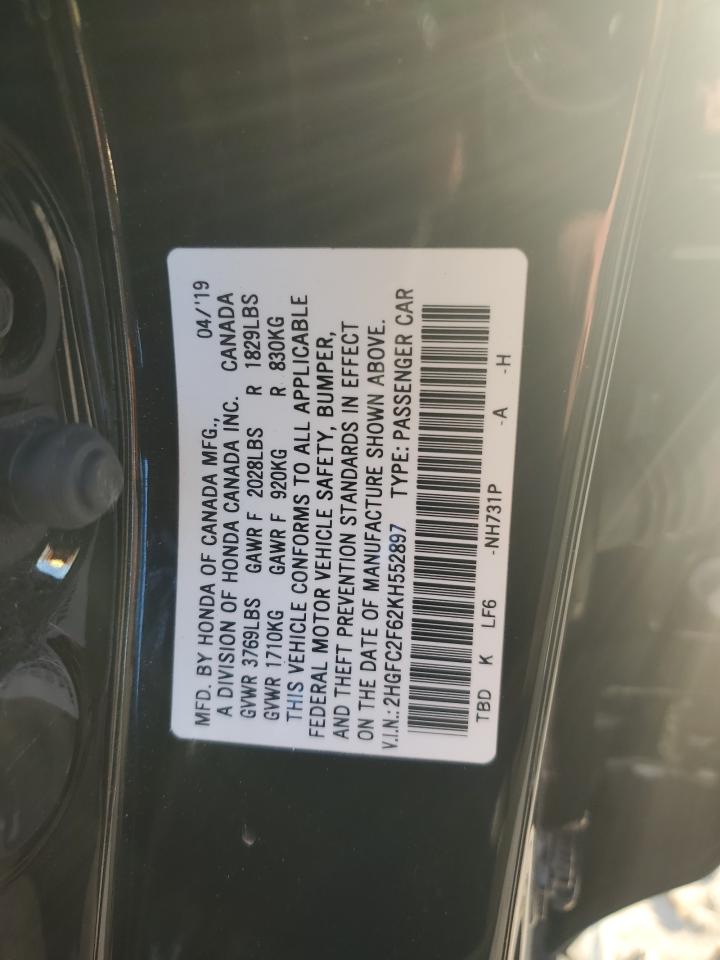 MFD. BY HONDA OF CANADA MFG., 04/'19
A DIVISION OF HONDA CANADA INC. CANADA
GVWR 3769LBS GAWR F 2028LBS R 1829LBS
GVWR 1710KG GAWR F 920KG R 830KG
THIS VEHICLE CONFORMS TO ALL APPLICABLE
FEDERAL MOTOR VEHICLE SAFETY, BUMPER,
AND THEFT PREVENTION STANDARDS IN EFFECT
ON THE DATE OF MANUFACTURE SHOWN ABOVE.
V.I.N.: 2HGFC2F62KH552897 TYPE: PASSENGER CAR
TBD K LF6 -NH731P -A -H